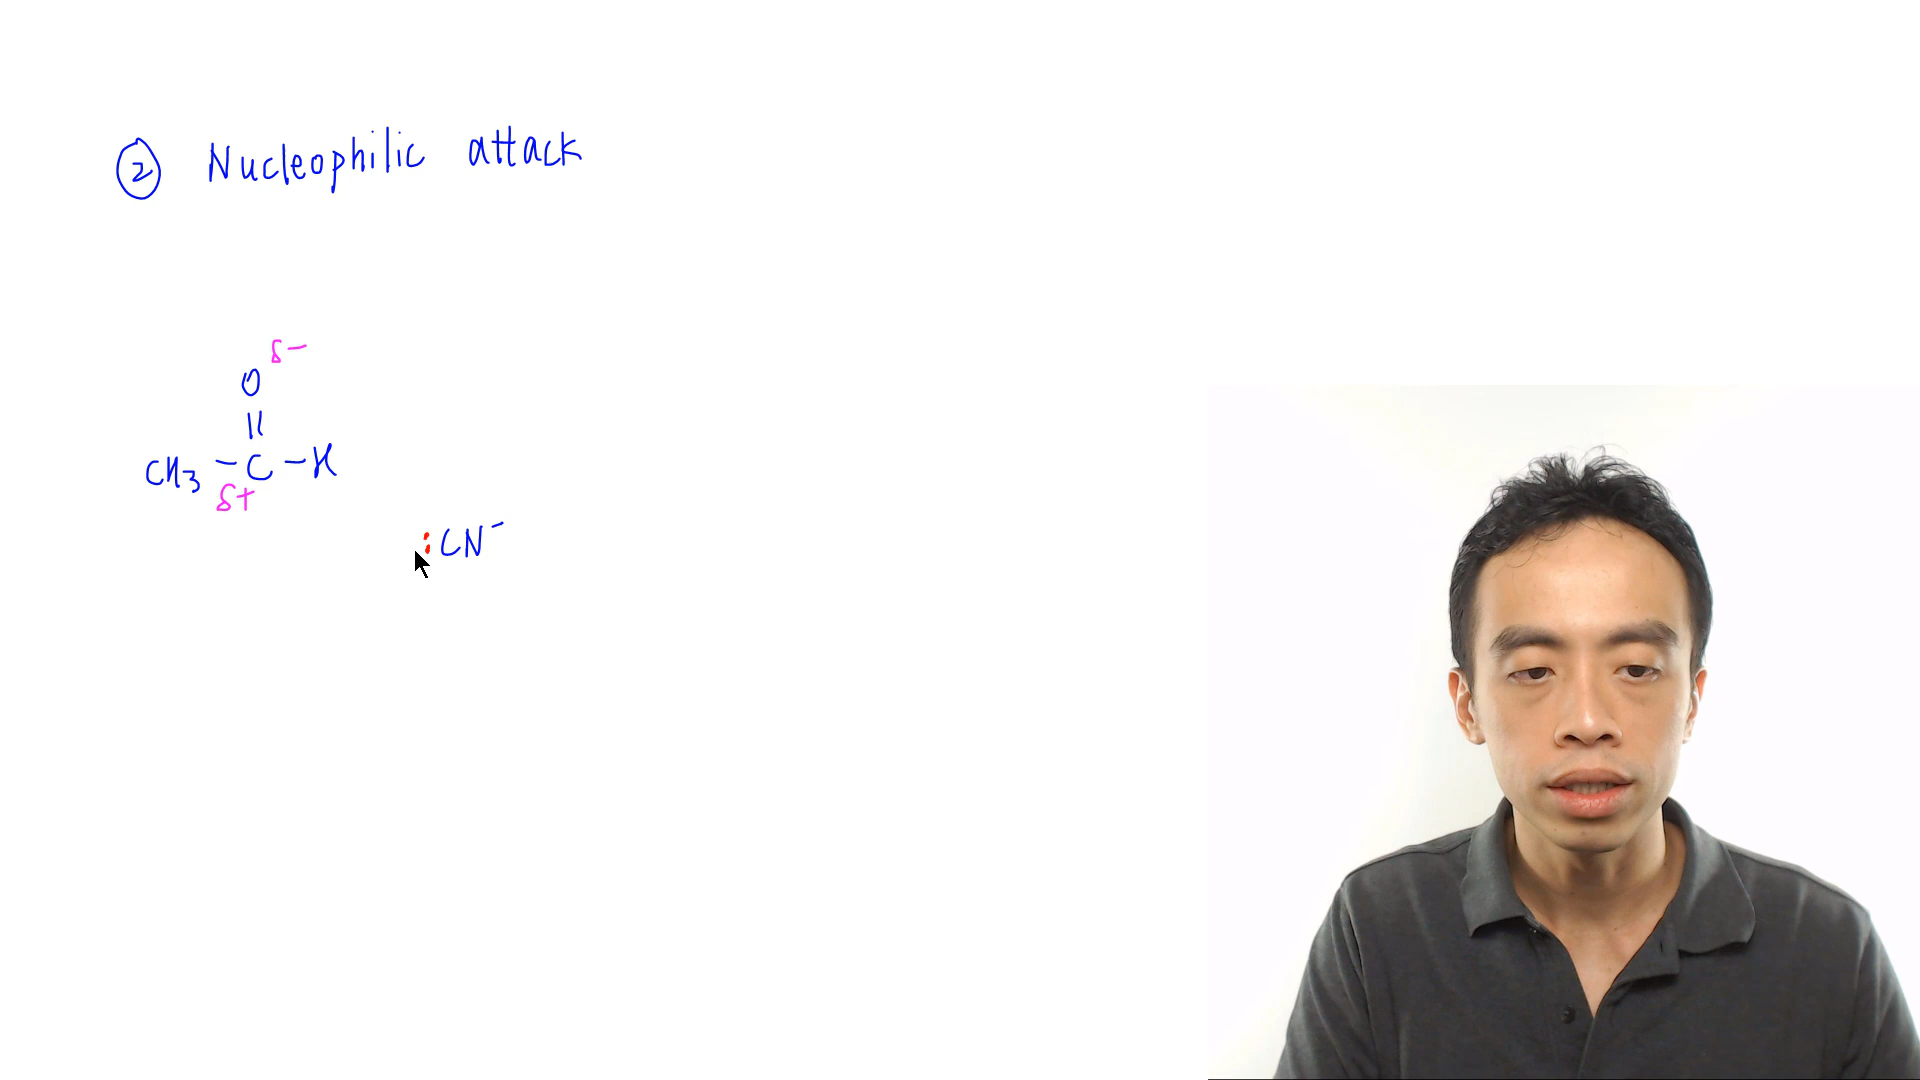 ② Nucleophilic attack
δ−
O
||
CH3 − C − H
δ+
:CN⁻